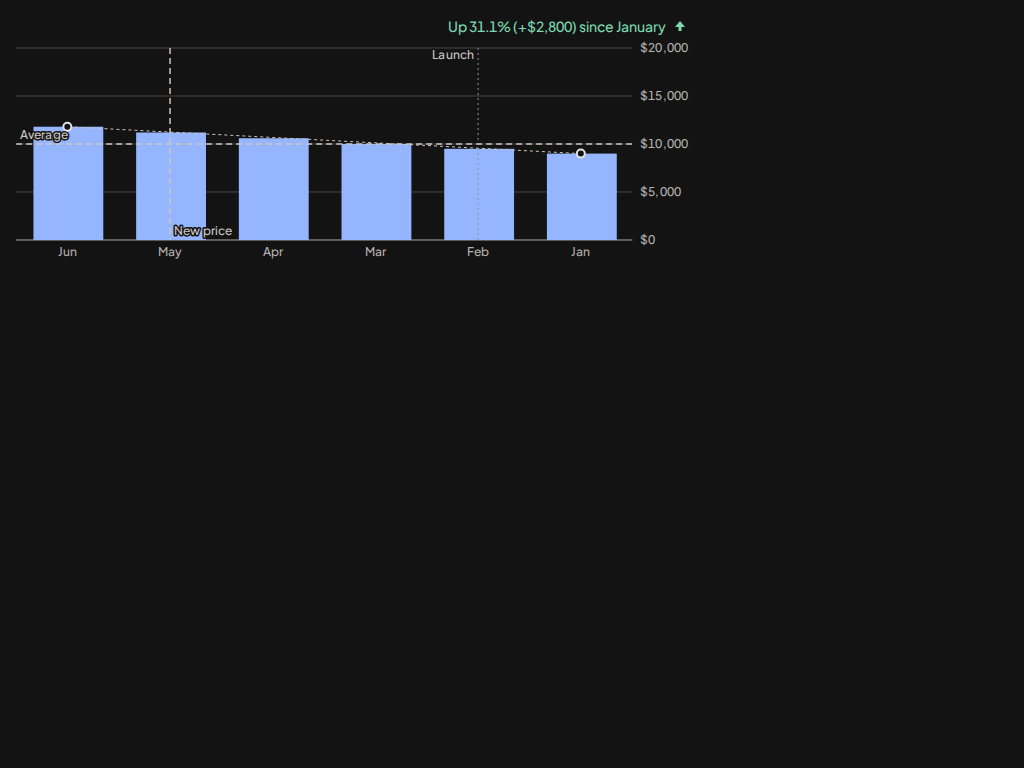 Up 31.1% (+$2,800) since January
Launch
$20,000
$15,000
Average
$10,000
$5,000
New price
$0
Jun May Apr Mar Feb Jan